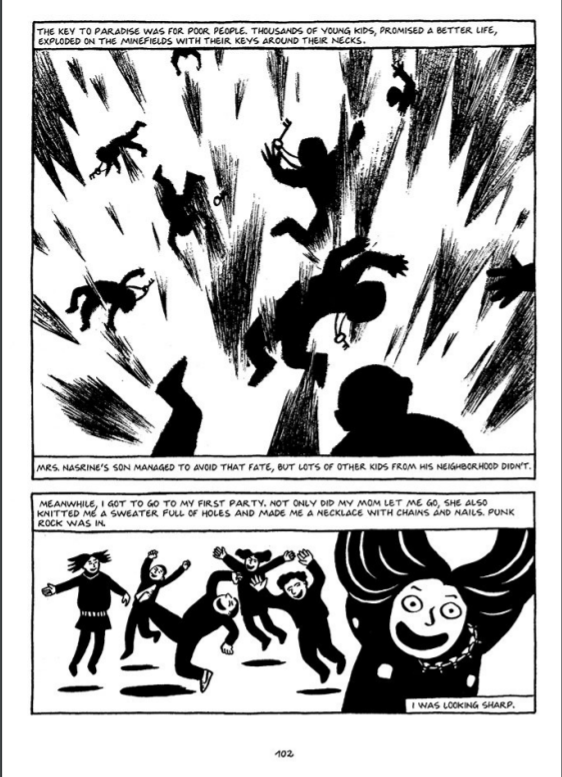 THE KEY TO PARADISE WAS FOR POOR PEOPLE. THOUSANDS OF YOUNG KIDS, PROMISED A BETTER LIFE,
EXPLODED ON THE MINEFIELDS WITH THEIR KEYS AROUND THEIR NECKS.
MRS. NASRINE'S SON MANAGED TO AVOID THAT FATE, BUT LOTS OF OTHER KIDS FROM HIS NEIGHBORHOOD DIDN'T.
MEANWHILE, I GOT TO GO TO MY FIRST PARTY. NOT ONLY DID MY MOM LET ME GO, SHE ALSO
KNITTED ME A SWEATER FULL OF HOLES AND MADE ME A NECKLACE WITH CHAINS AND NAILS. PUNK
ROCK WAS IN.
I WAS LOOKING SHARP.
102